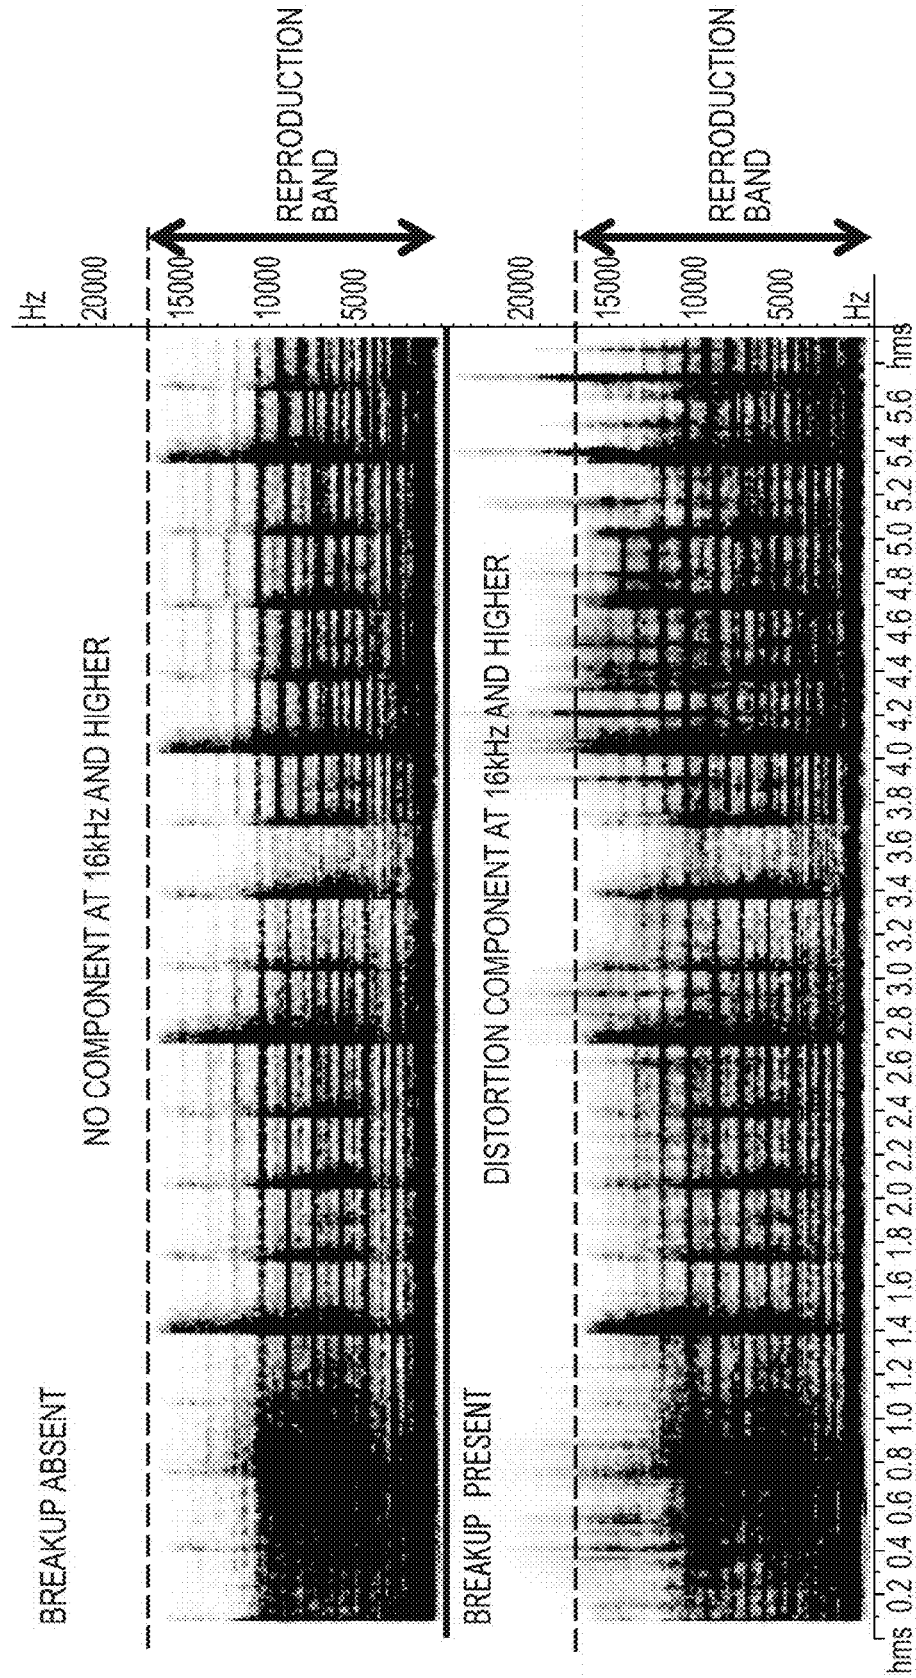 BREAKUP ABSENT
NO COMPONENT AT 16kHz AND HIGHER
Hz
20000
15000
10000
5000
REPRODUCTION
BAND
BREAKUP PRESENT
DISTORTION COMPONENT AT 16kHz AND HIGHER
20000
15000
10000
5000
Hz
REPRODUCTION
BAND
hms 0.2 0.4 0.6 0.8 1.0 1.2 1.4 1.6 1.8 2.0 2.2 2.4 2.6 2.8 3.0 3.2 3.4 3.6 3.8 4.0 4.2 4.4 4.6 4.8 5.0 5.2 5.4 5.6 hms